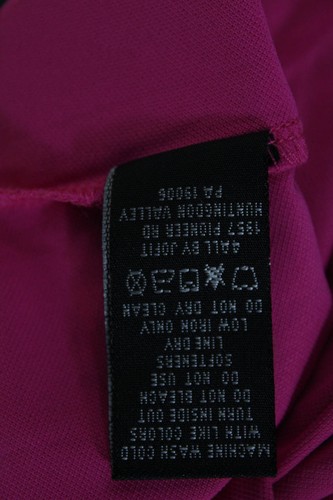 MACHINE WASH COLD
WITH LIKE COLORS
TURN INSIDE OUT
DO NOT BLEACH
DO NOT USE
SOFTENERS
LINE DRY
LOW IRON ONLY
DO NOT DRY CLEAN
4ALL BY JOFIT
1957 PIONEER RD
HUNTINGDON VALLEY
PA 19006